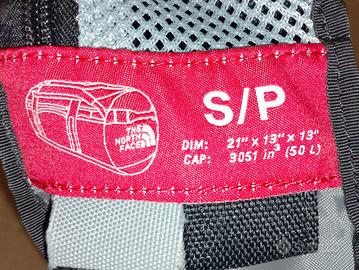 S/P
THE
NORTH
FACE
DIM: 21" x 13" x 13"
CAP: 3051 in³ (50 L)